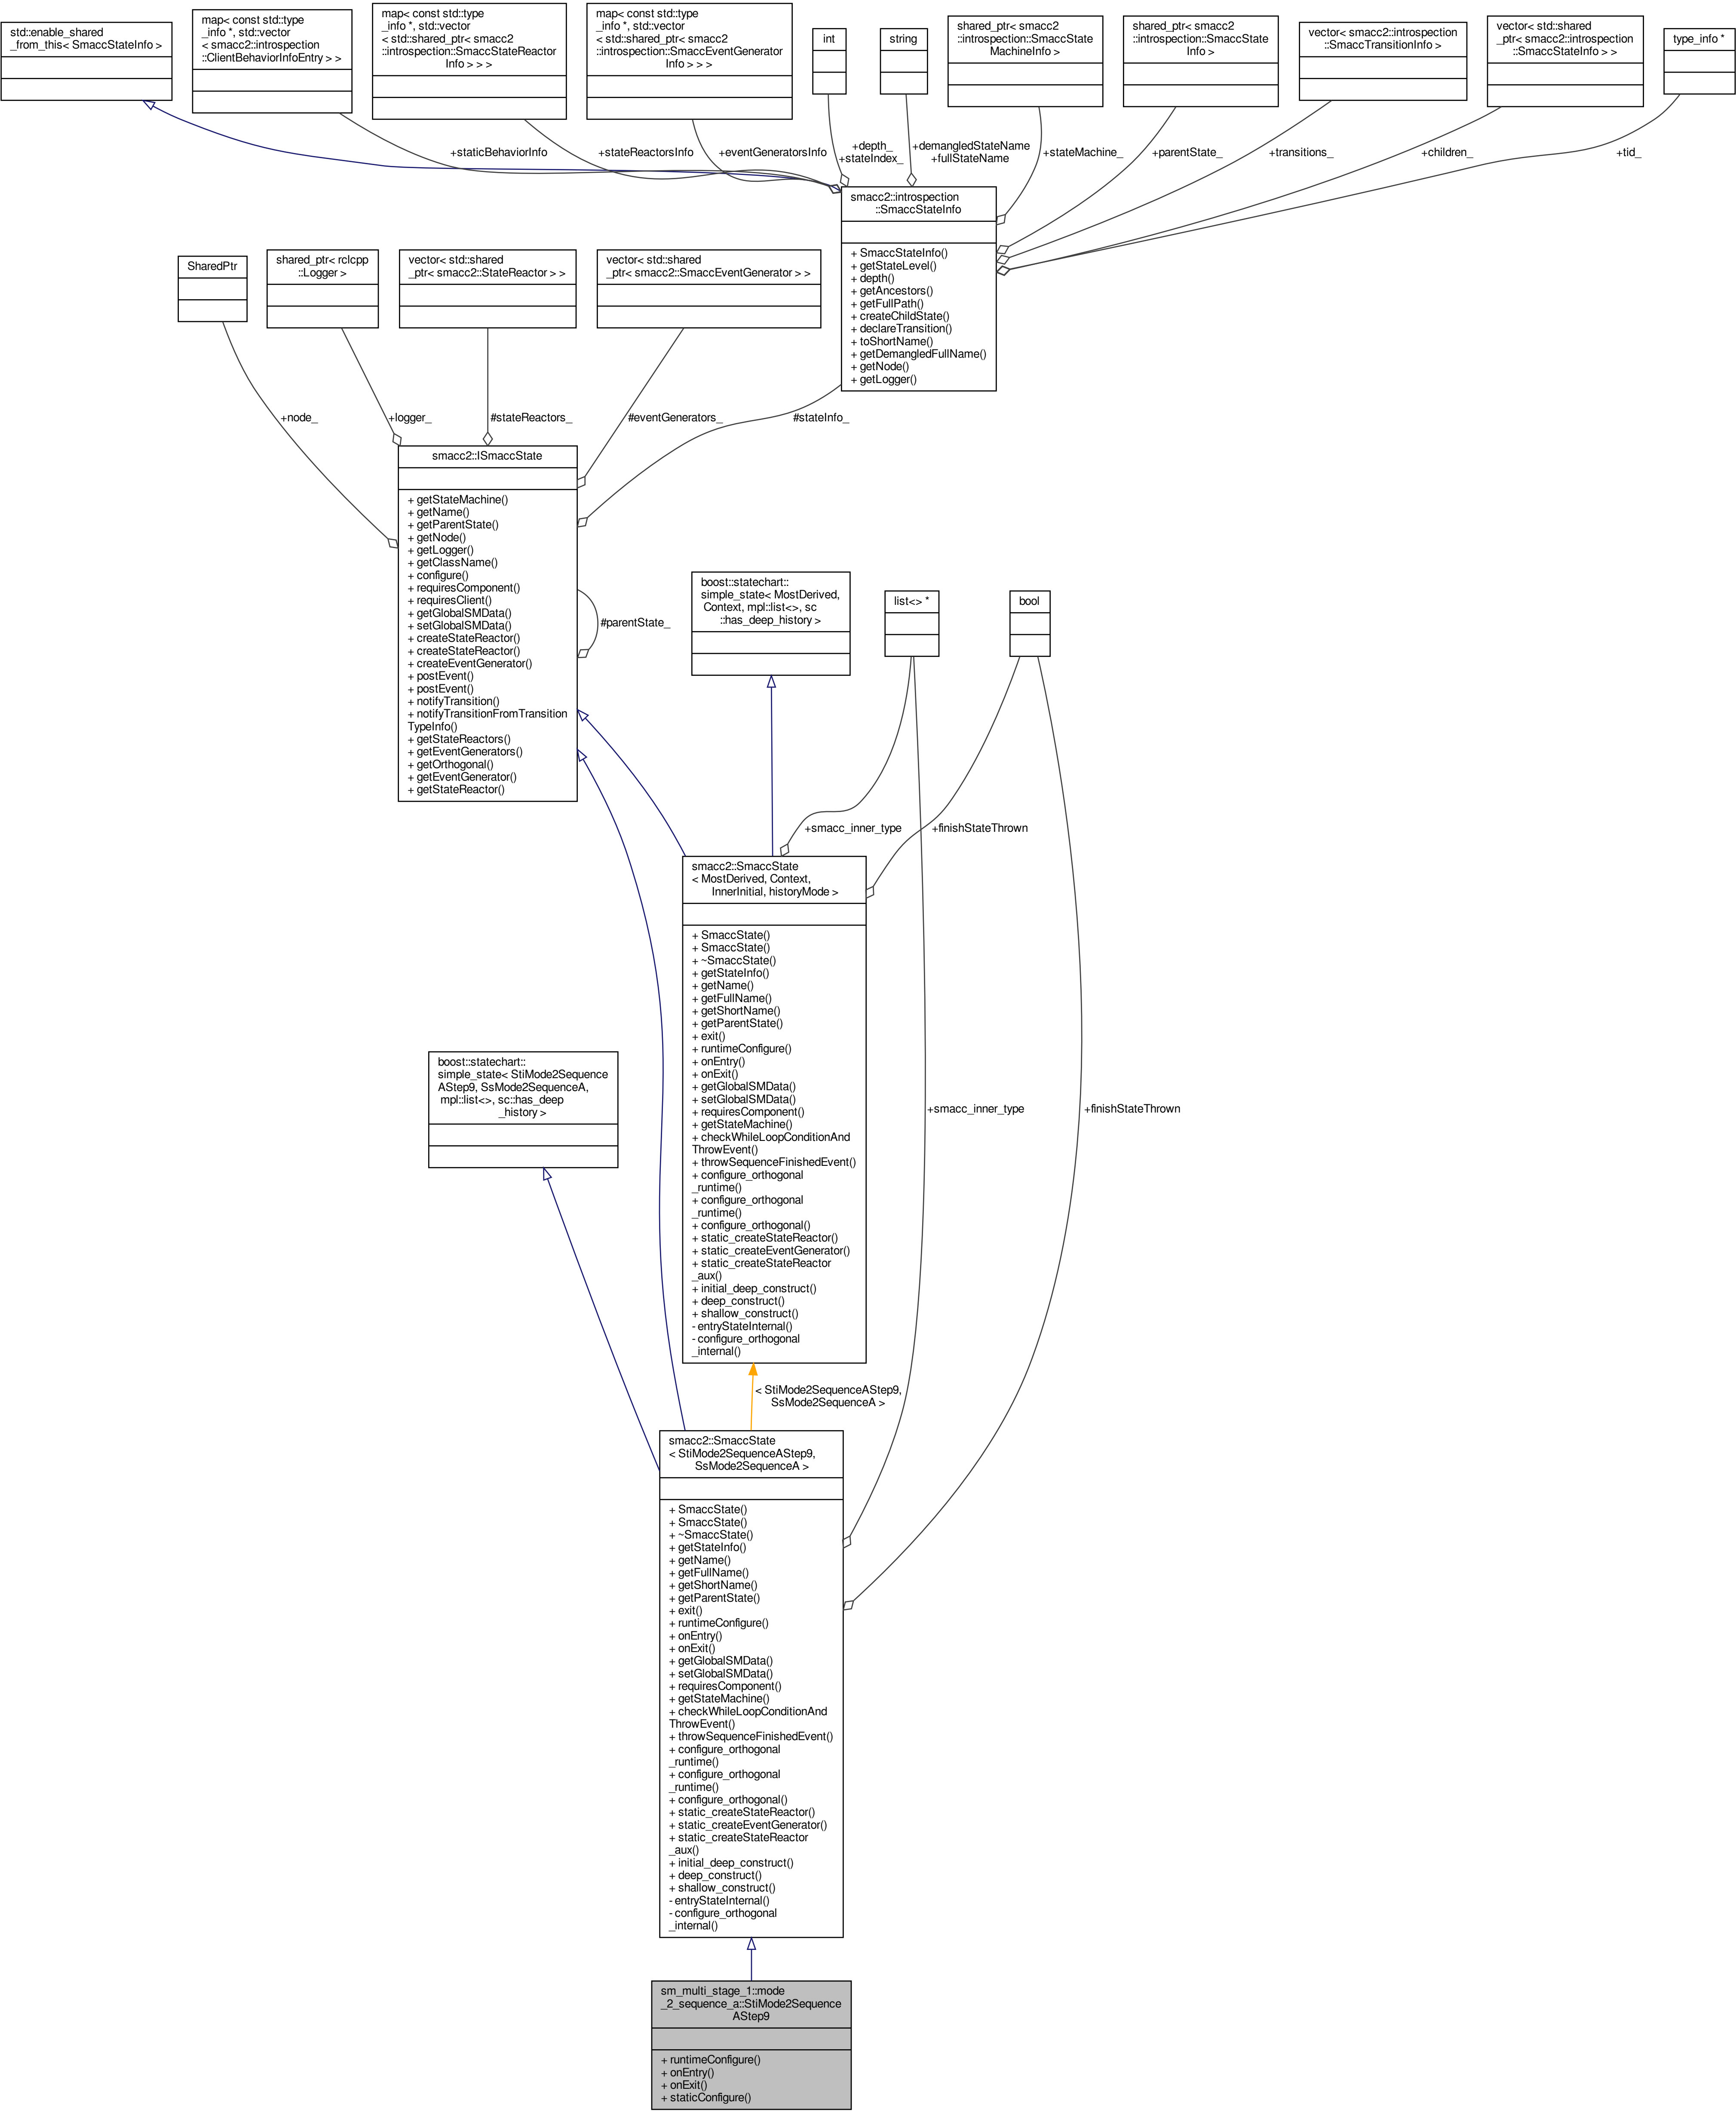 std::enable_shared
_from_this< SmaccStateInfo >
map< const std::type
_info *, std::vector
< smacc2::introspection
::ClientBehaviorInfoEntry > >
map< const std::type
_info *, std::vector
< std::shared_ptr< smacc2
::introspection::SmaccStateReactor
Info > > >
map< const std::type
_info *, std::vector
< std::shared_ptr< smacc2
::introspection::SmaccEventGenerator
Info > > >
int
string
shared_ptr< smacc2
::introspection::SmaccState
MachineInfo >
shared_ptr< smacc2
::introspection::SmaccState
Info >
vector< smacc2::introspection
::SmaccTransitionInfo >
vector< std::shared
_ptr< smacc2::introspection
::SmaccStateInfo > >
type_info *
+staticBehaviorInfo
+stateReactorsInfo
+eventGeneratorsInfo
+depth_
+stateIndex_
+demangledStateName
+fullStateName
+stateMachine_
+parentState_
+transitions_
+children_
+tid_
smacc2::introspection
::SmaccStateInfo
+ SmaccStateInfo()
+ getStateLevel()
+ depth()
+ getAncestors()
+ getFullPath()
+ createChildState()
+ declareTransition()
+ toShortName()
+ getDemangledFullName()
+ getNode()
+ getLogger()
SharedPtr
shared_ptr< rclcpp
::Logger >
vector< std::shared
_ptr< smacc2::StateReactor > >
vector< std::shared
_ptr< smacc2::SmaccEventGenerator > >
+node_
+logger_
#stateReactors_
#eventGenerators_
#stateInfo_
smacc2::ISmaccState
+ getStateMachine()
+ getName()
+ getParentState()
+ getNode()
+ getLogger()
+ getClassName()
+ configure()
+ requiresComponent()
+ requiresClient()
+ getGlobalSMData()
+ setGlobalSMData()
+ createStateReactor()
+ createStateReactor()
+ createEventGenerator()
+ postEvent()
+ postEvent()
+ notifyTransition()
+ notifyTransitionFromTransition
TypeInfo()
+ getStateReactors()
+ getEventGenerators()
+ getOrthogonal()
+ getEventGenerator()
+ getStateReactor()
#parentState_
boost::statechart::
simple_state< MostDerived,
Context, mpl::list<>, sc
::has_deep_history >
list<> *
bool
+smacc_inner_type
+finishStateThrown
smacc2::SmaccState
< MostDerived, Context,
InnerInitial, historyMode >
+ SmaccState()
+ SmaccState()
+ ~SmaccState()
+ getStateInfo()
+ getName()
+ getFullName()
+ getShortName()
+ getParentState()
+ exit()
+ runtimeConfigure()
+ onEntry()
+ onExit()
+ getGlobalSMData()
+ setGlobalSMData()
+ requiresComponent()
+ getStateMachine()
+ checkWhileLoopConditionAnd
ThrowEvent()
+ throwSequenceFinishedEvent()
+ configure_orthogonal
_runtime()
+ configure_orthogonal
_runtime()
+ configure_orthogonal()
+ static_createStateReactor()
+ static_createEventGenerator()
+ static_createStateReactor
_aux()
+ initial_deep_construct()
+ deep_construct()
+ shallow_construct()
- entryStateInternal()
- configure_orthogonal
_internal()
boost::statechart::
simple_state< StiMode2Sequence
AStep9, SsMode2SequenceA,
mpl::list<>, sc::has_deep
_history >
+smacc_inner_type
+finishStateThrown
< StiMode2SequenceAStep9,
SsMode2SequenceA >
smacc2::SmaccState
< StiMode2SequenceAStep9,
SsMode2SequenceA >
+ SmaccState()
+ SmaccState()
+ ~SmaccState()
+ getStateInfo()
+ getName()
+ getFullName()
+ getShortName()
+ getParentState()
+ exit()
+ runtimeConfigure()
+ onEntry()
+ onExit()
+ getGlobalSMData()
+ setGlobalSMData()
+ requiresComponent()
+ getStateMachine()
+ checkWhileLoopConditionAnd
ThrowEvent()
+ throwSequenceFinishedEvent()
+ configure_orthogonal
_runtime()
+ configure_orthogonal
_runtime()
+ configure_orthogonal()
+ static_createStateReactor()
+ static_createEventGenerator()
+ static_createStateReactor
_aux()
+ initial_deep_construct()
+ deep_construct()
+ shallow_construct()
- entryStateInternal()
- configure_orthogonal
_internal()
sm_multi_stage_1::mode
_2_sequence_a::StiMode2Sequence
AStep9
+ runtimeConfigure()
+ onEntry()
+ onExit()
+ staticConfigure()